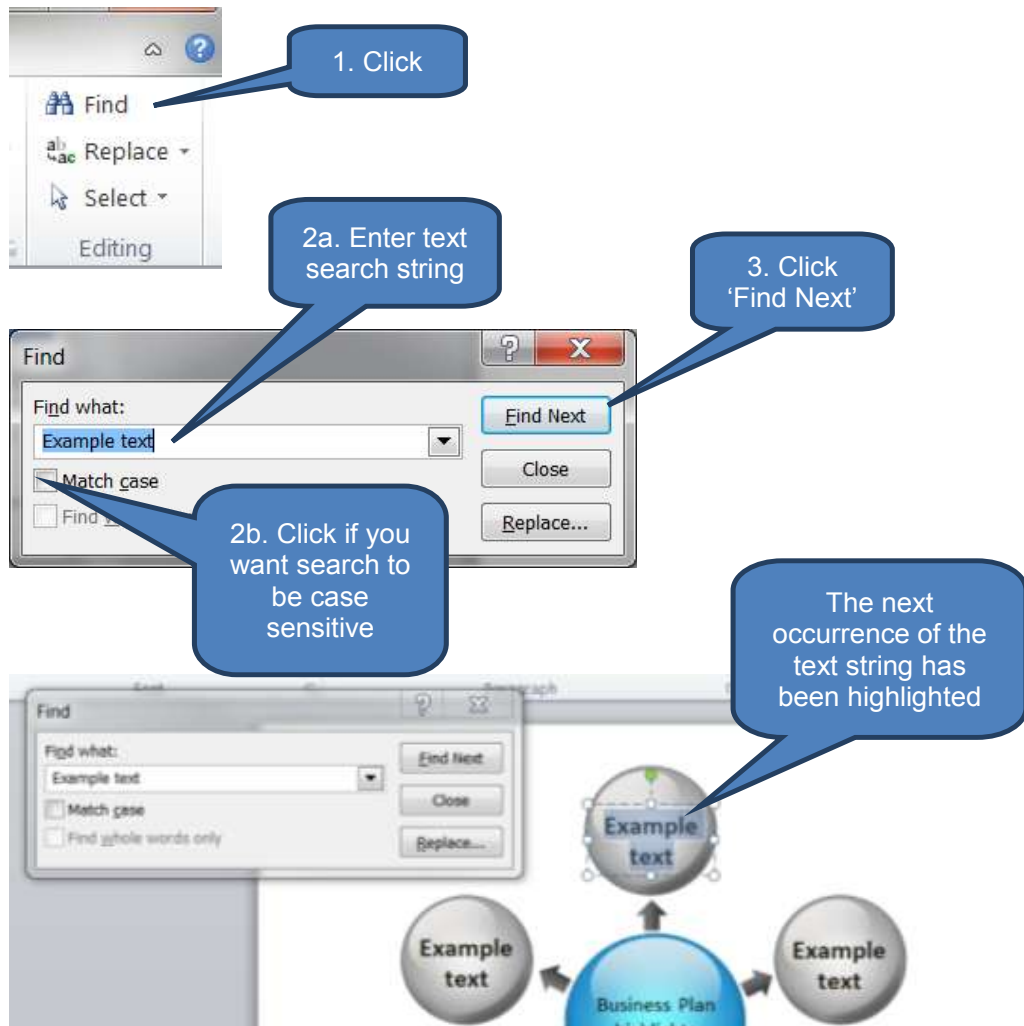 1. Click
Find
Replace
Select
Editing
2a. Enter text
search string
3. Click
‘Find Next’
Find
Find what:
Find Next
Example text
Close
Match case
Find
Replace...
2b. Click if you
want search to
be case
sensitive
The next
occurrence of the
text string has
been highlighted
Find
Find what:
Find Next
Example text
Close
Match case
Find whole words only
Replace...
Example
text
Example
text
Example
text
Business Plan